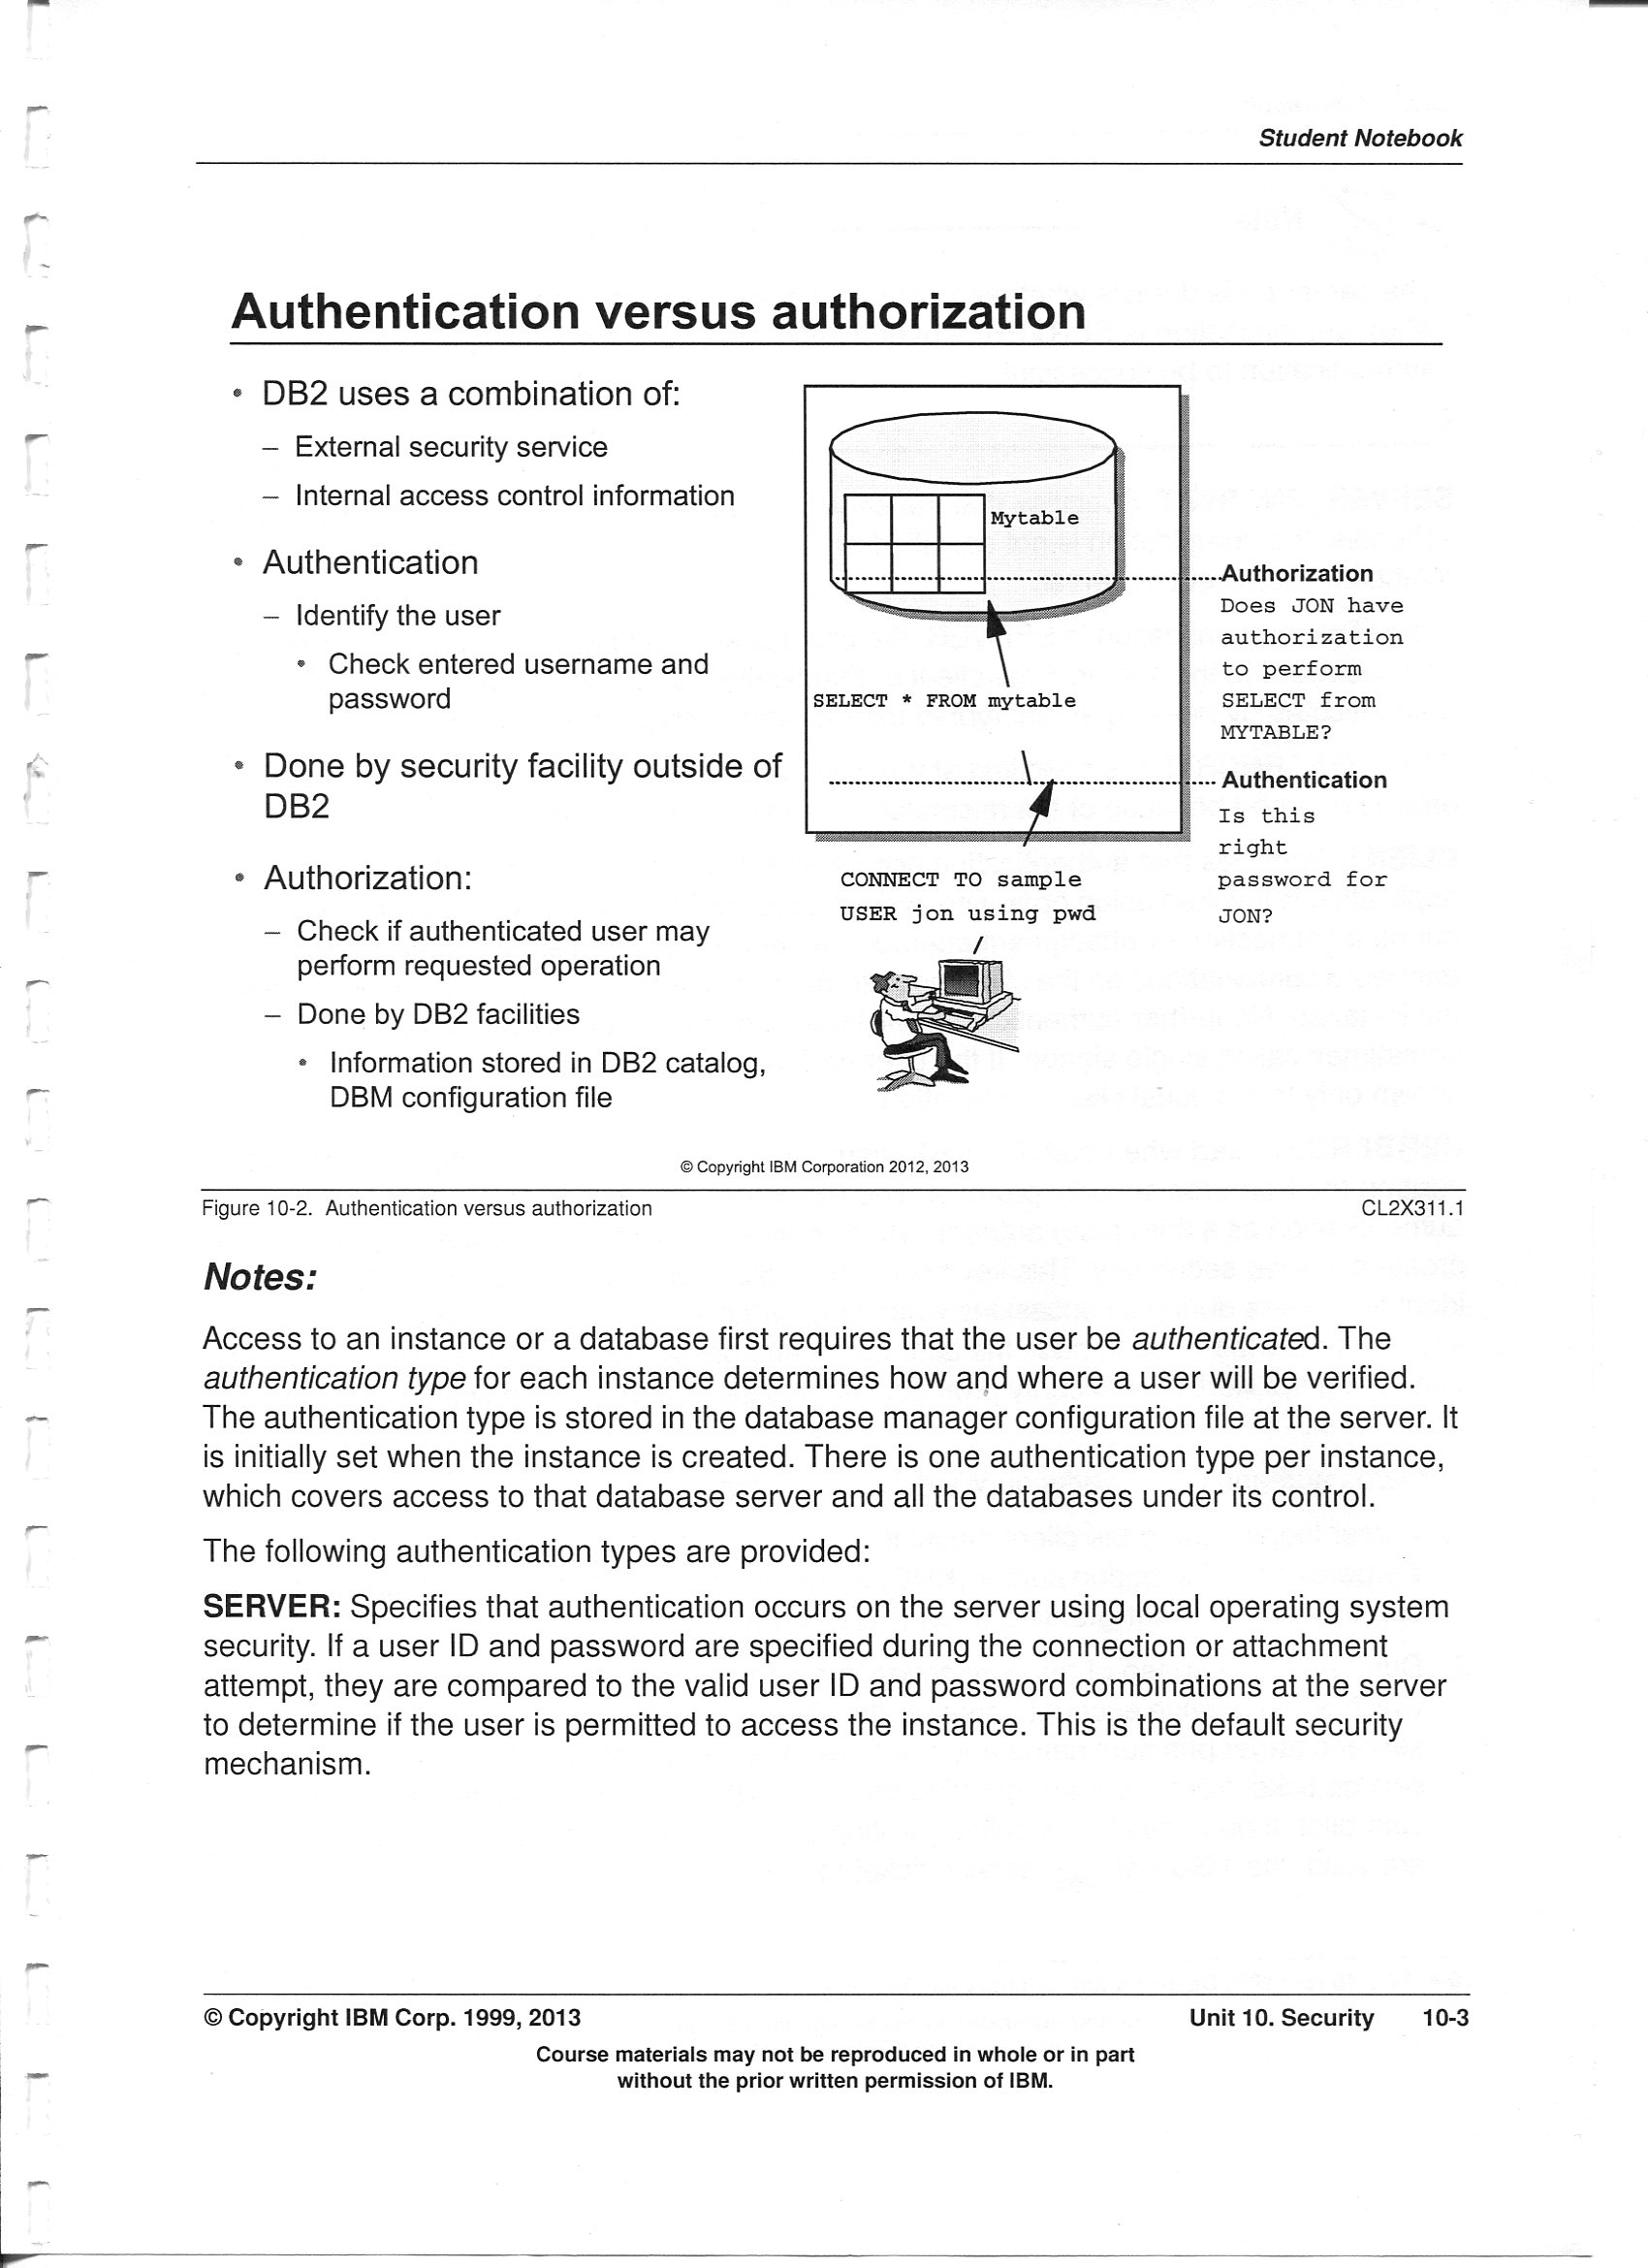 Student Notebook
Authentication versus authorization
• DB2 uses a combination of:
– External security service
– Internal access control information
• Authentication
– Identify the user
• Check entered username and
password
• Done by security facility outside of
DB2
• Authorization:
– Check if authenticated user may
perform requested operation
– Done by DB2 facilities
• Information stored in DB2 catalog,
DBM configuration file
Mytable
SELECT * FROM mytable
CONNECT TO sample
USER jon using pwd
Authorization
Does JON have
authorization
to perform
SELECT from
MYTABLE?
Authentication
Is this
right
password for
JON?
© Copyright IBM Corporation 2012, 2013
Figure 10-2. Authentication versus authorization CL2X311.1
Notes:
Access to an instance or a database first requires that the user be authenticated. The
authentication type for each instance determines how and where a user will be verified.
The authentication type is stored in the database manager configuration file at the server. It
is initially set when the instance is created. There is one authentication type per instance,
which covers access to that database server and all the databases under its control.
The following authentication types are provided:
SERVER: Specifies that authentication occurs on the server using local operating system
security. If a user ID and password are specified during the connection or attachment
attempt, they are compared to the valid user ID and password combinations at the server
to determine if the user is permitted to access the instance. This is the default security
mechanism.
© Copyright IBM Corp. 1999, 2013 Unit 10. Security 10-3
Course materials may not be reproduced in whole or in part
without the prior written permission of IBM.